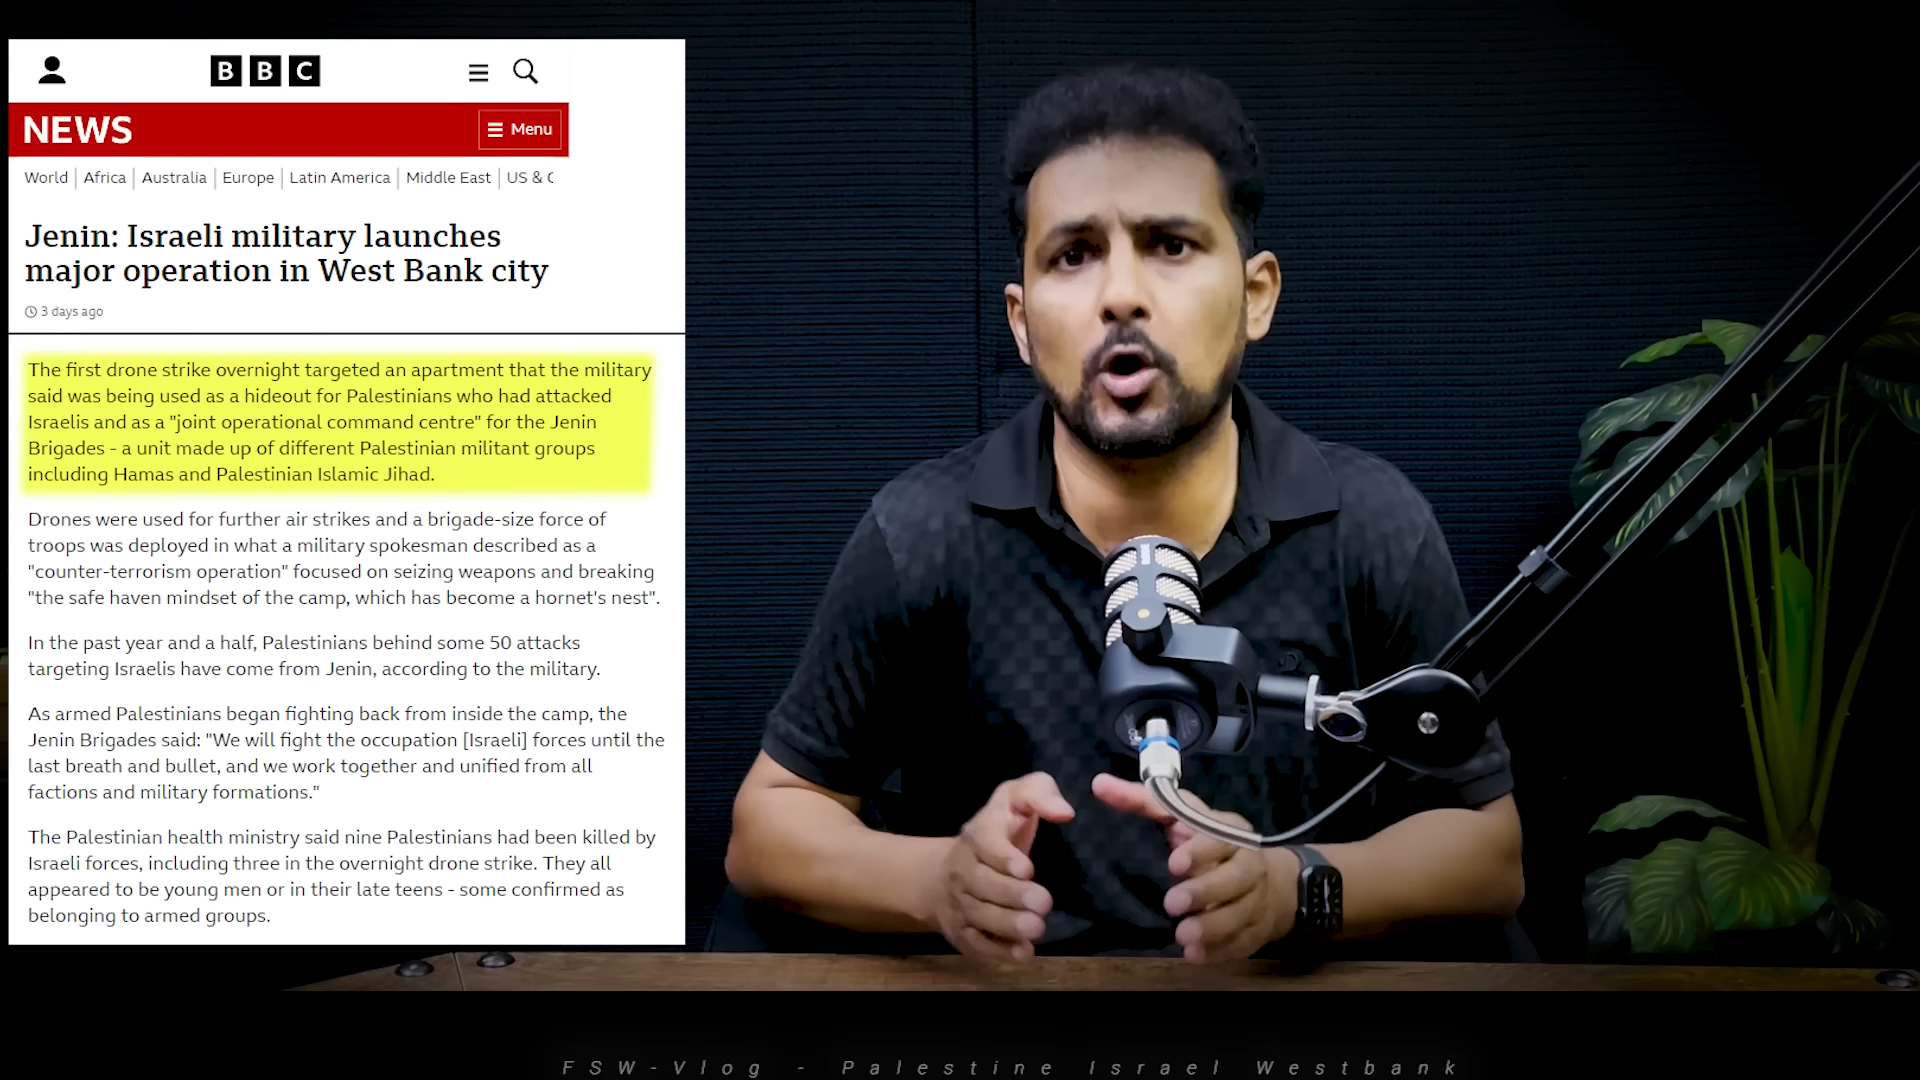 BBC
NEWS
Menu
World
Africa
Australia
Europe
Latin America
Middle East
US & C
Jenin: Israeli military launches
major operation in West Bank city
3 days ago
The first drone strike overnight targeted an apartment that the military
said was being used as a hideout for Palestinians who had attacked
Israelis and as a "joint operational command centre" for the Jenin
Brigades - a unit made up of different Palestinian militant groups
including Hamas and Palestinian Islamic Jihad.
Drones were used for further air strikes and a brigade-size force of
troops was deployed in what a military spokesman described as a
"counter-terrorism operation" focused on seizing weapons and breaking
"the safe haven mindset of the camp, which has become a hornet's nest".
In the past year and a half, Palestinians behind some 50 attacks
targeting Israelis have come from Jenin, according to the military.
As armed Palestinians began fighting back from inside the camp, the
Jenin Brigades said: "We will fight the occupation [Israeli] forces until the
last breath and bullet, and we work together and unified from all
factions and military formations."
The Palestinian health ministry said nine Palestinians had been killed by
Israeli forces, including three in the overnight drone strike. They all
appeared to be young men or in their late teens - some confirmed as
belonging to armed groups.
FSW-Vlog - Palestine Israel Westbank